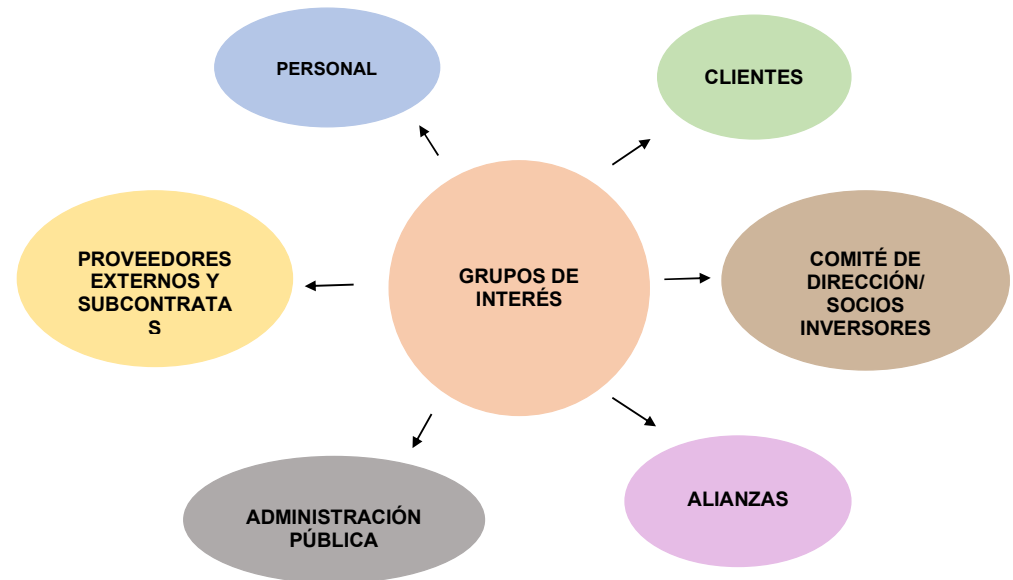 PERSONAL
CLIENTES
PROVEEDORES
EXTERNOS Y
SUBCONTRATA
S
GRUPOS DE
INTERÉS
COMITÉ DE
DIRECCIÓN/
SOCIOS
INVERSORES
ADMINISTRACIÓN
PÚBLICA
ALIANZAS